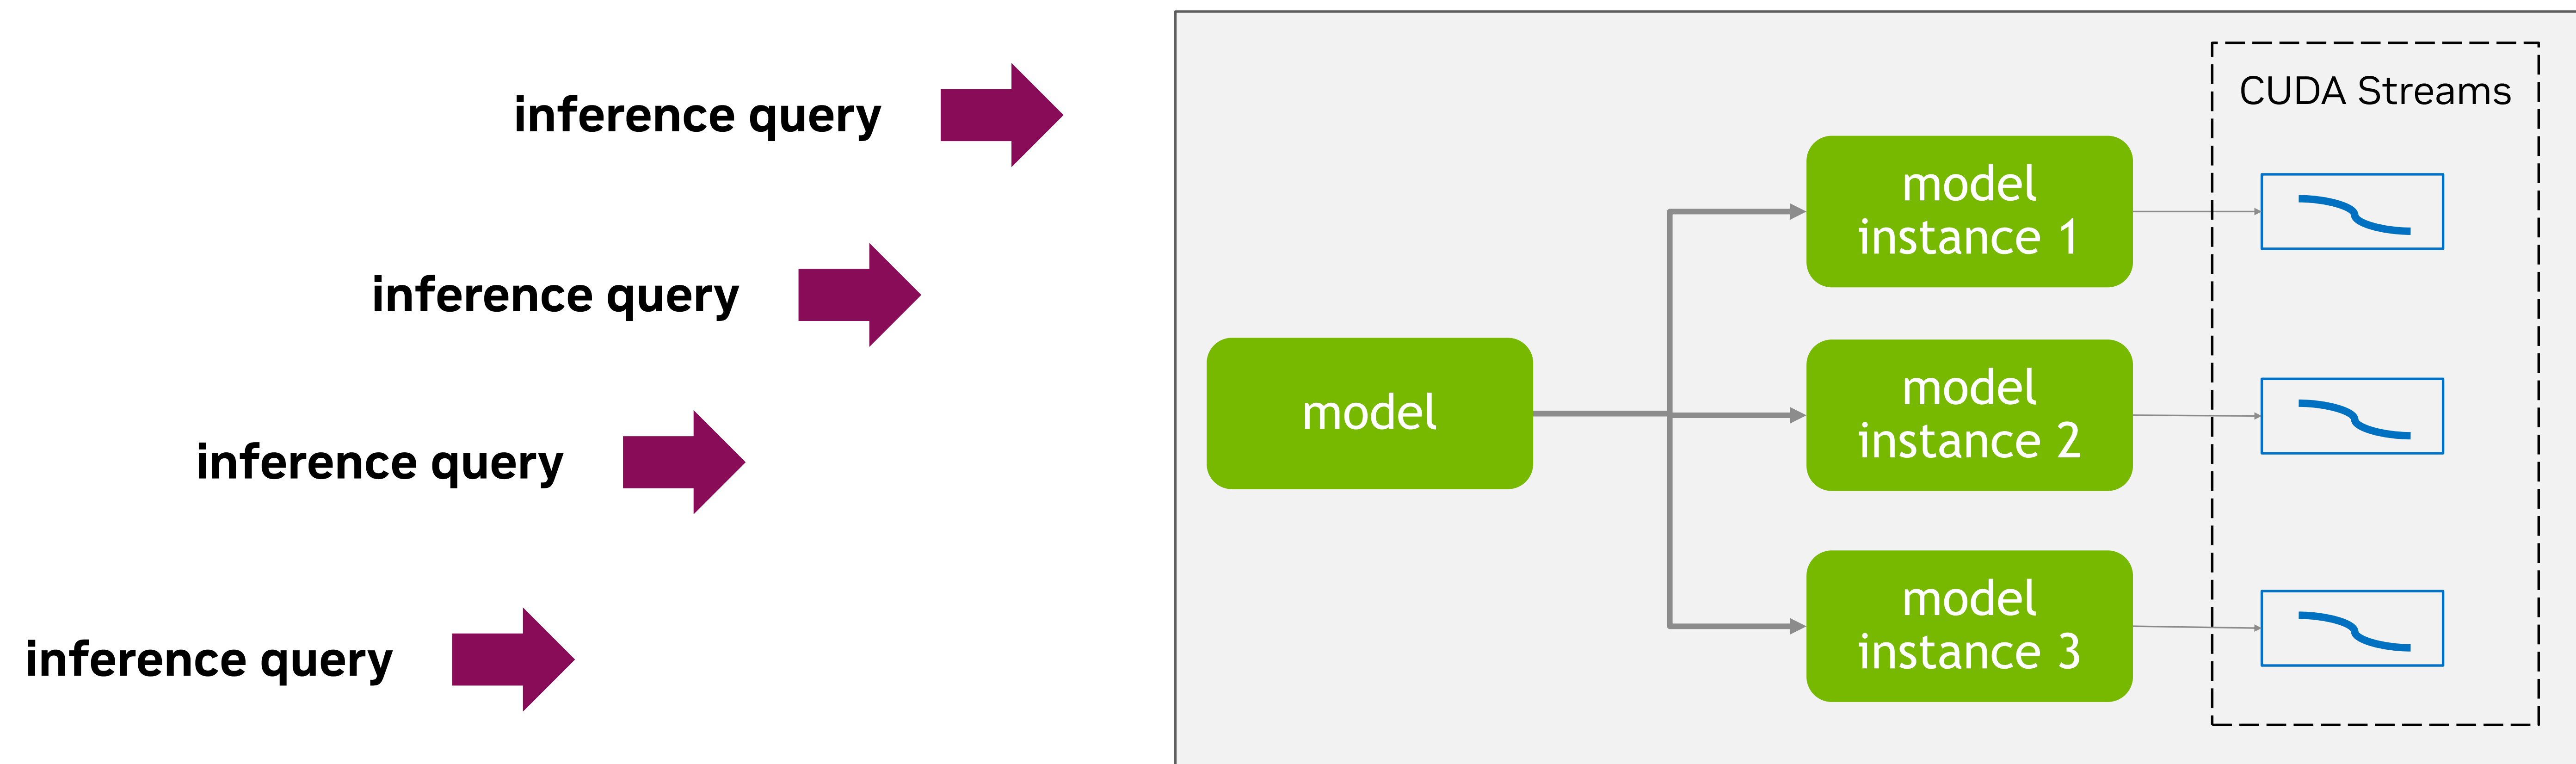 inference query
inference query
inference query
inference query
model
model
instance 1
model
instance 2
model
instance 3
CUDA Streams